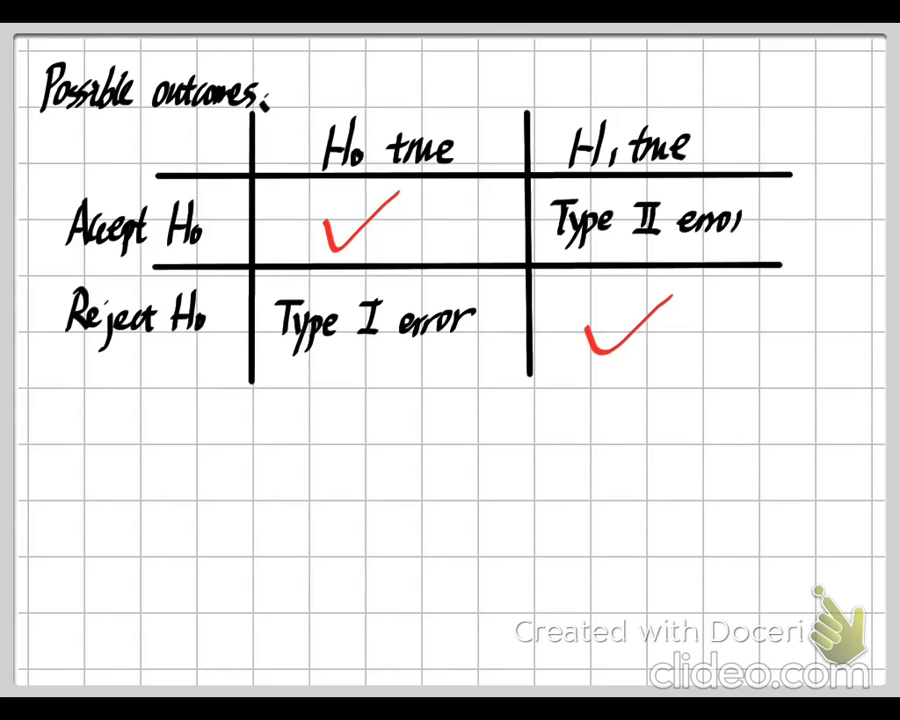 Possible outcomes:
H₀ true H₁ true
Accept H₀ ✓ Type II error
Reject H₀ Type I error ✓
Created with Doceri
clideo.com